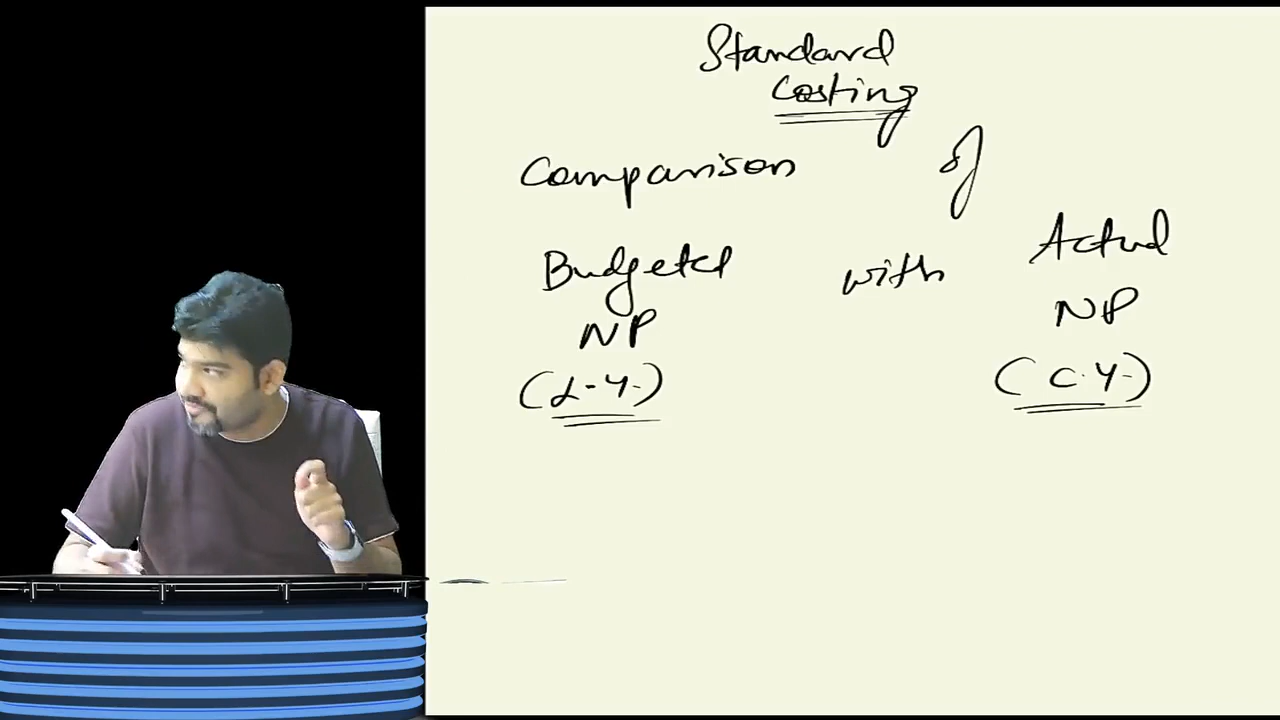 Standard
Costing
Comparison of
Budgeted with Actual
NP NP
(L.Y.) (C.Y.)